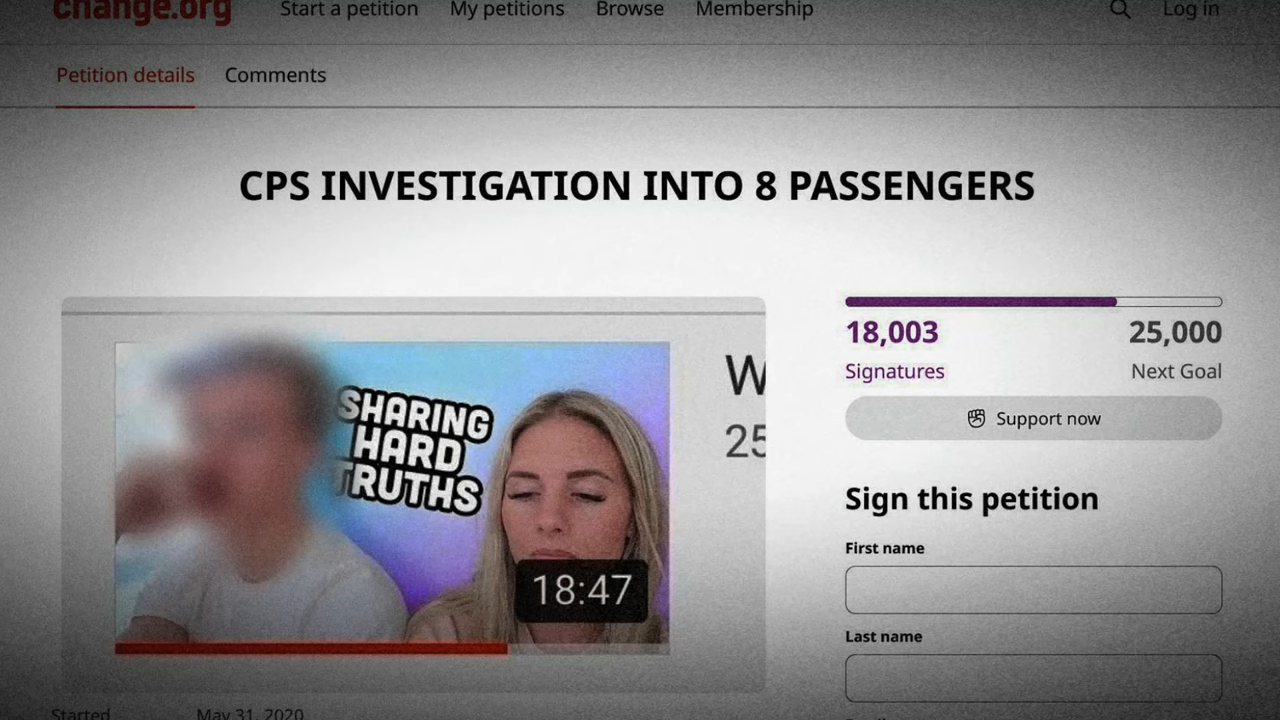 change.org
Start a petition
My petitions
Browse
Membership
Log in
Petition details
Comments
CPS INVESTIGATION INTO 8 PASSENGERS
SHARING
HARD
TRUTHS
18:47
W
25
18,003
25,000
Signatures
Next Goal
Support now
Sign this petition
First name
Last name
Started
May 31, 2020